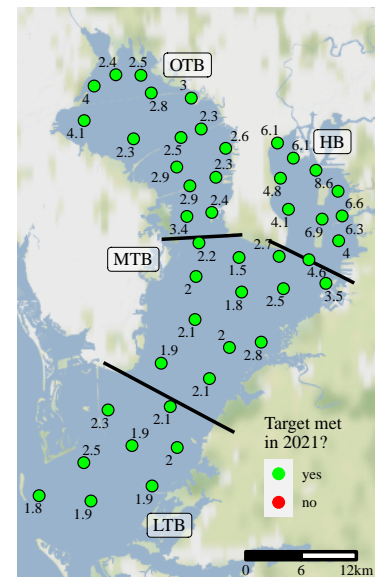 2.4 2.5 OTB
4 2.8 3
4.1 2.3
2.3 2.5 2.6 6.1 HB
6.1
2.9 2.3 4.8 8.6
2.9 6.6
3.4 2.4 4.1 6.9 6.3
MTB 2.2 2.7 4
1.5 4.6
2 1.8 2.5 3.5
2.1
1.9 2 2.8
2.1
2.3 2.1
Target met
in 2021?
1.9
2.5 2
yes
1.8 1.9 1.9 no
LTB
0 6 12km